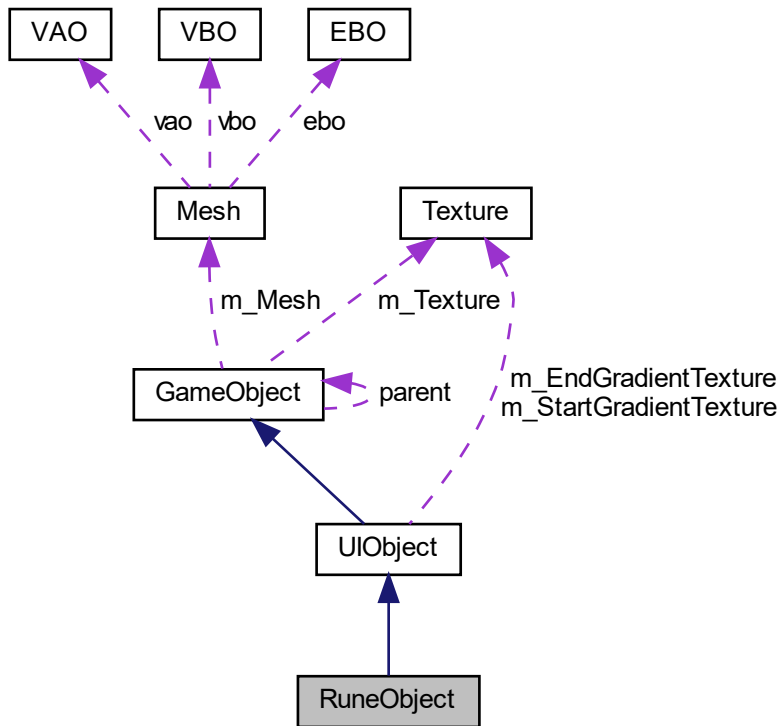 VAO
VBO
EBO
vao
vbo
ebo
Mesh
Texture
m_Mesh
m_Texture
GameObject
parent
m_EndGradientTexture
m_StartGradientTexture
UIObject
RuneObject